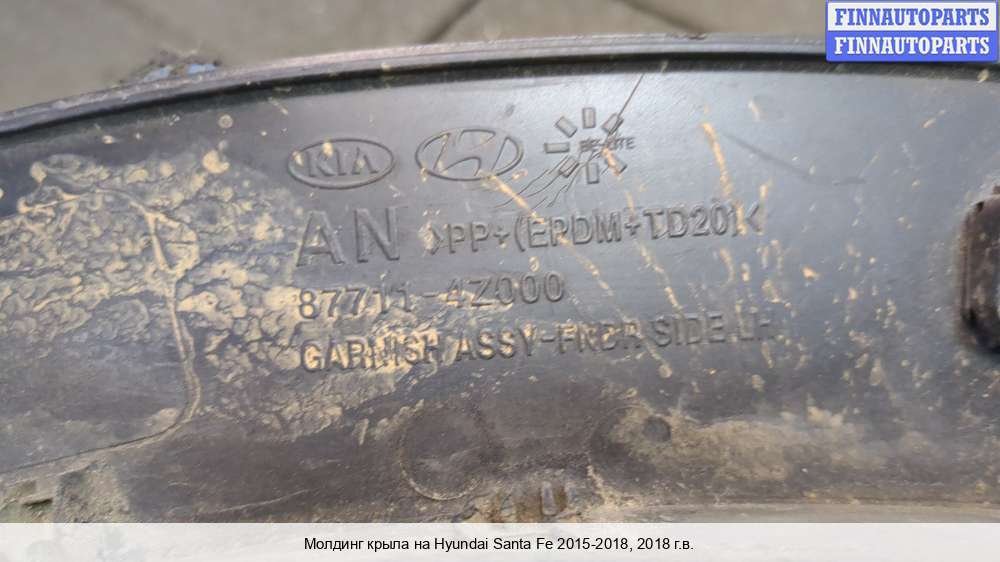 FINNAUTOPARTS
FINNAUTOPARTS
KIA
AN >PP+(EPDM+TD20)<
87711-4Z000
GARNISH ASSY-FNDR SIDE LH
Молдинг крыла на Hyundai Santa Fe 2015-2018, 2018 г.в.